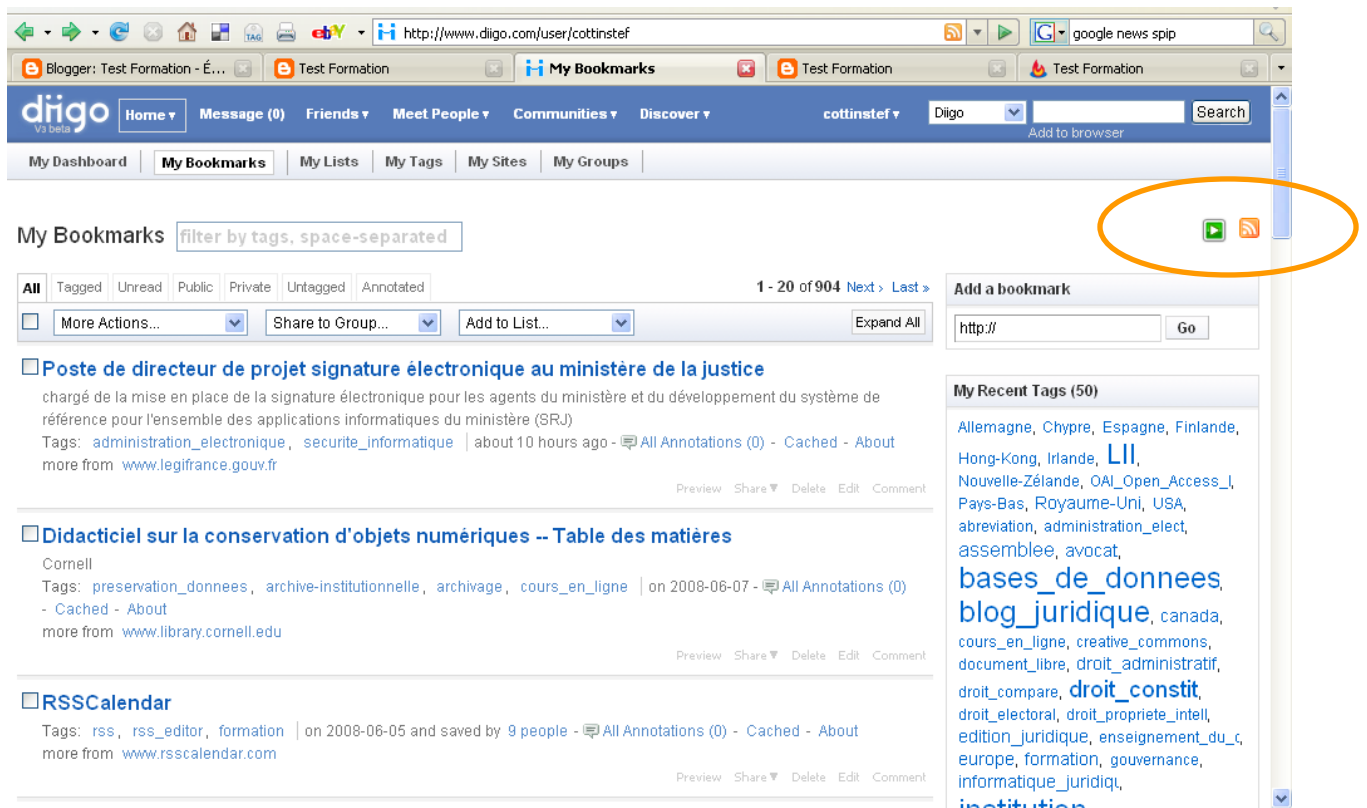 TAG
ebY
http://www.diigo.com/user/cottinstef
G
google news spip
Blogger: Test Formation - É...
Test Formation
My Bookmarks
Test Formation
Test Formation
diigo
V3 beta
Home
Message (0)
Friends
Meet People
Communities
Discover
cottinstef
Diigo
Search
Add to browser
My Dashboard
My Bookmarks
My Lists
My Tags
My Sites
My Groups
My Bookmarks
filter by tags, space-separated
All
Tagged
Unread
Public
Private
Untagged
Annotated
1 - 20 of 904 Next › Last »
More Actions...
Share to Group...
Add to List...
Expand All
Poste de directeur de projet signature électronique au ministère de la justice
chargé de la mise en place de la signature électronique pour les agents du ministère et du développement du système de
référence pour l'ensemble des applications informatiques du ministère (SRJ)
Tags: administration_electronique, securite_informatique | about 10 hours ago - All Annotations (0) - Cached - About
more from www.legifrance.gouv.fr
Preview Share▼ Delete Edit Comment
Didacticiel sur la conservation d'objets numériques -- Table des matières
Cornell
Tags: preservation_donnees, archive-institutionnelle, archivage, cours_en_ligne | on 2008-06-07 - All Annotations (0)
- Cached - About
more from www.library.cornell.edu
Preview Share▼ Delete Edit Comment
RSSCalendar
Tags: rss, rss_editor, formation | on 2008-06-05 and saved by 9 people - All Annotations (0) - Cached - About
more from www.rsscalendar.com
Preview Share▼ Delete Edit Comment
Add a bookmark
http://
Go
My Recent Tags (50)
Allemagne, Chypre, Espagne, Finlande,
Hong-Kong, Irlande, LII,
Nouvelle-Zélande, OAI_Open_Access_I,
Pays-Bas, Royaume-Uni, USA,
abreviation, administration_elect,
assemblee, avocat,
bases_de_donnees,
blog_juridique, canada,
cours_en_ligne, creative_commons,
document_libre, droit_administratif,
droit_compare, droit_constit,
droit_electoral, droit_propriete_intell,
edition_juridique, enseignement_du_c,
europe, formation, gouvernance,
informatique_juridiqu,
institution